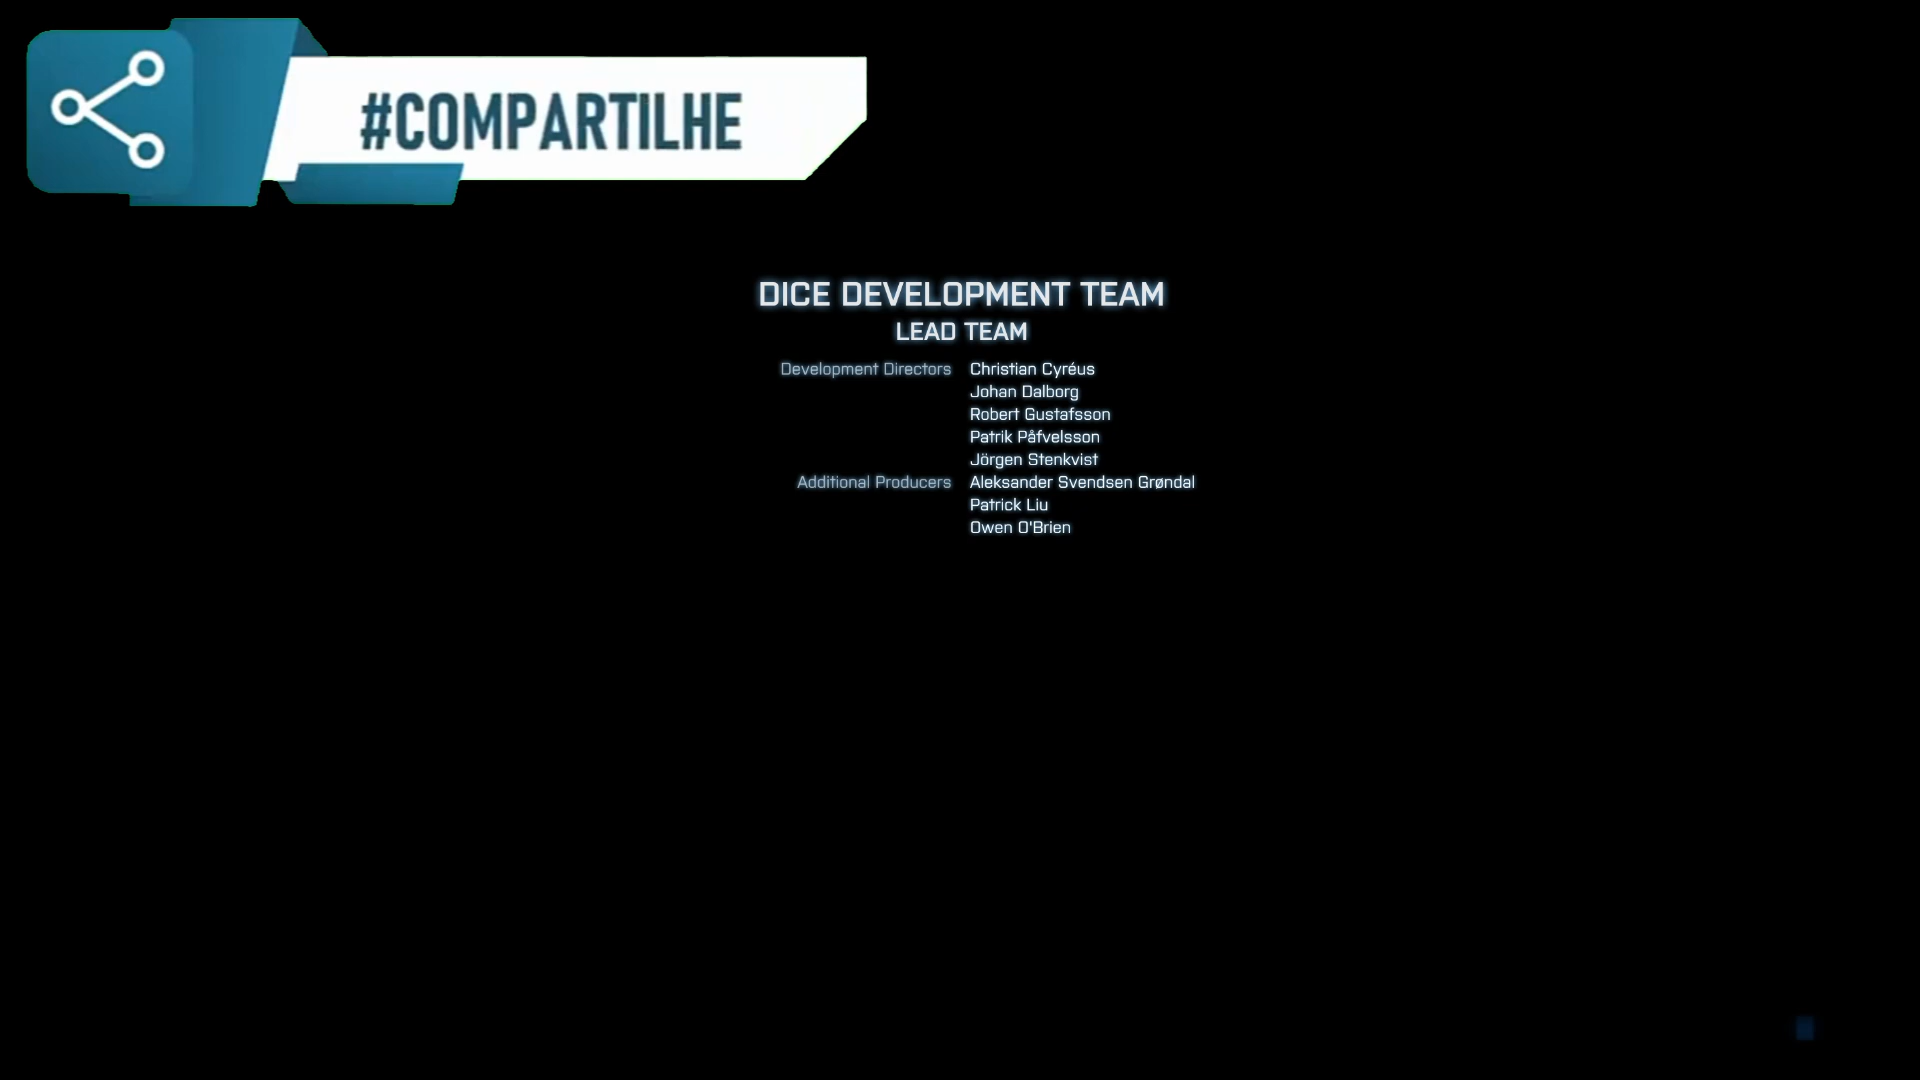 #COMPARTILHE
DICE DEVELOPMENT TEAM
LEAD TEAM
Development Directors Christian Cyréus
Johan Dalborg
Robert Gustafsson
Patrik Påfvelsson
Jörgen Stenkvist
Additional Producers Aleksander Svendsen Grøndal
Patrick Liu
Owen O'Brien